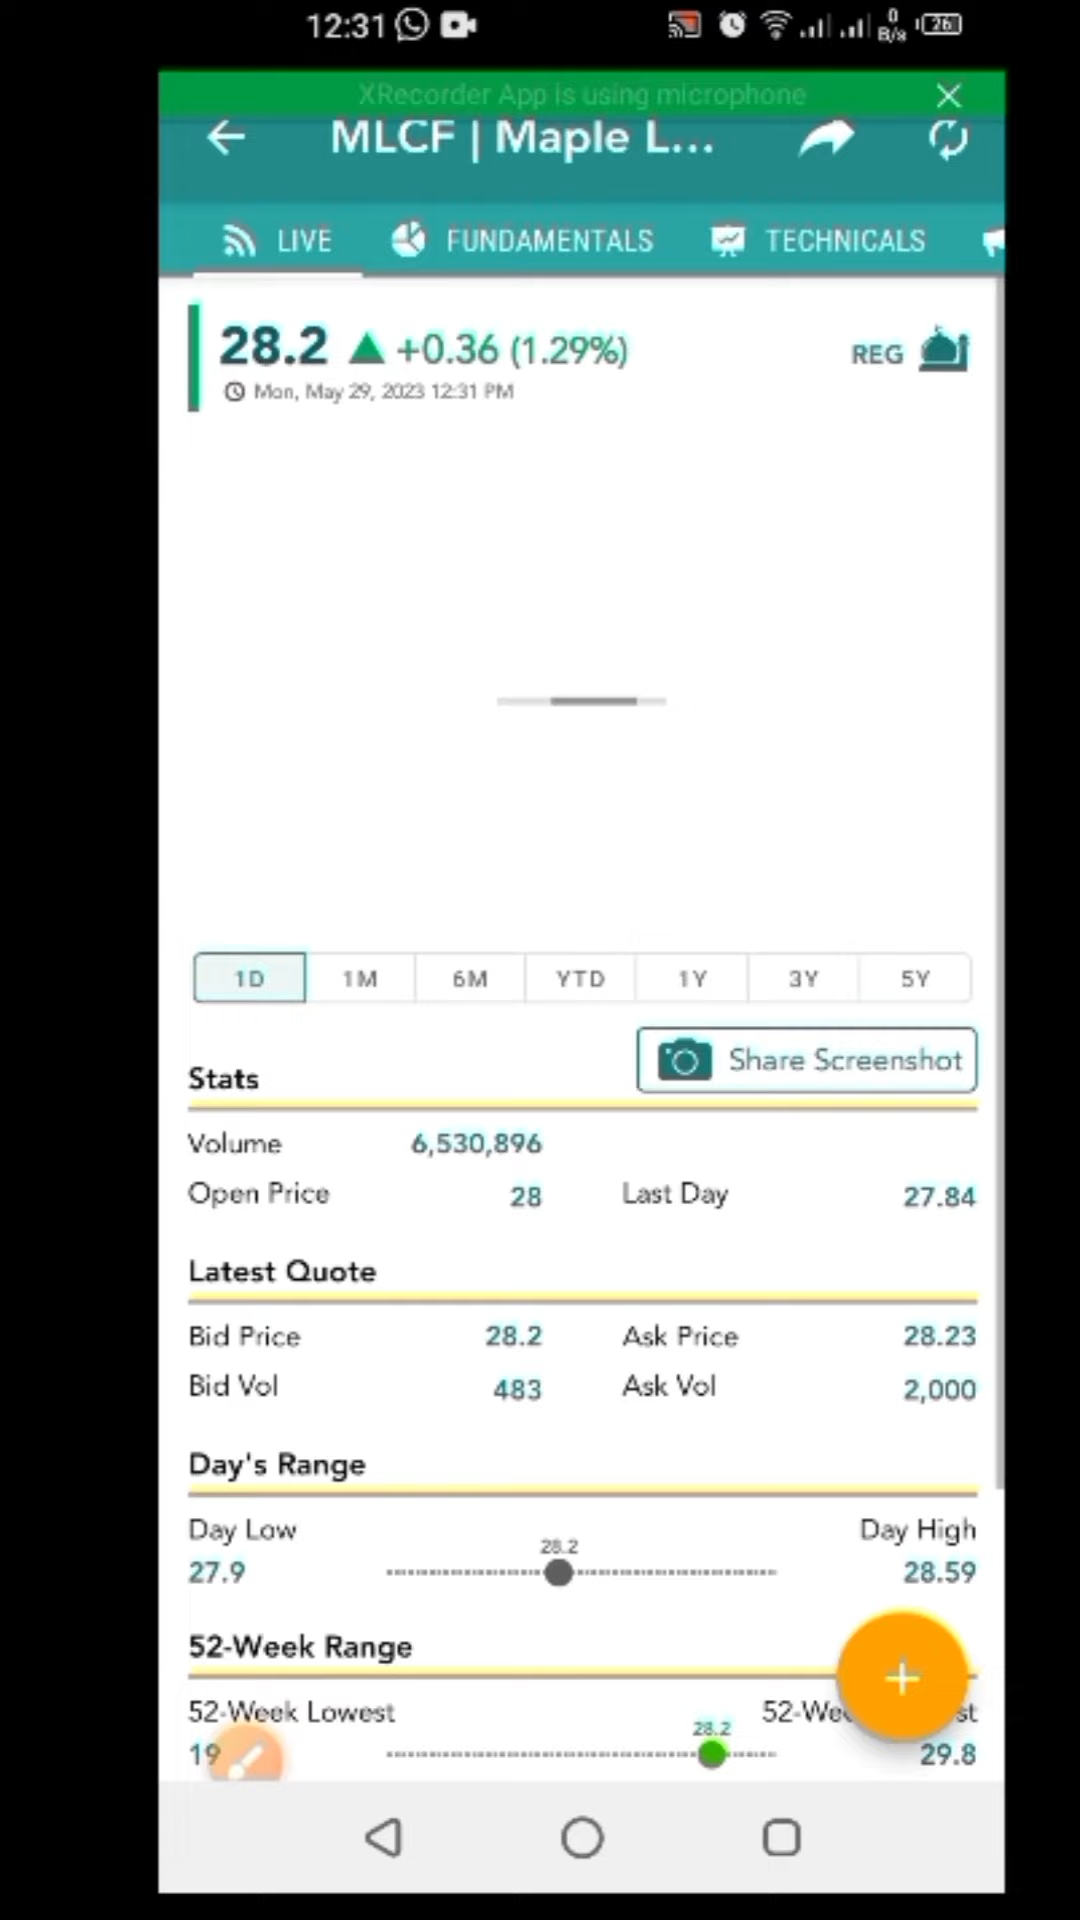 12:31
0
B/s
26
XRecorder App is using microphone
MLCF | Maple L...
LIVE
FUNDAMENTALS
TECHNICALS
28.2 +0.36 (1.29%)
REG
Mon, May 29, 2023 12:31 PM
1D 1M 6M YTD 1Y 3Y 5Y
Share Screenshot
Stats
Volume 6,530,896
Open Price 28 Last Day 27.84
Latest Quote
Bid Price 28.2 Ask Price 28.23
Bid Vol 483 Ask Vol 2,000
Day's Range
Day Low Day High
28.2
27.9 28.59
52-Week Range
52-Week Lowest
28.2
29.8